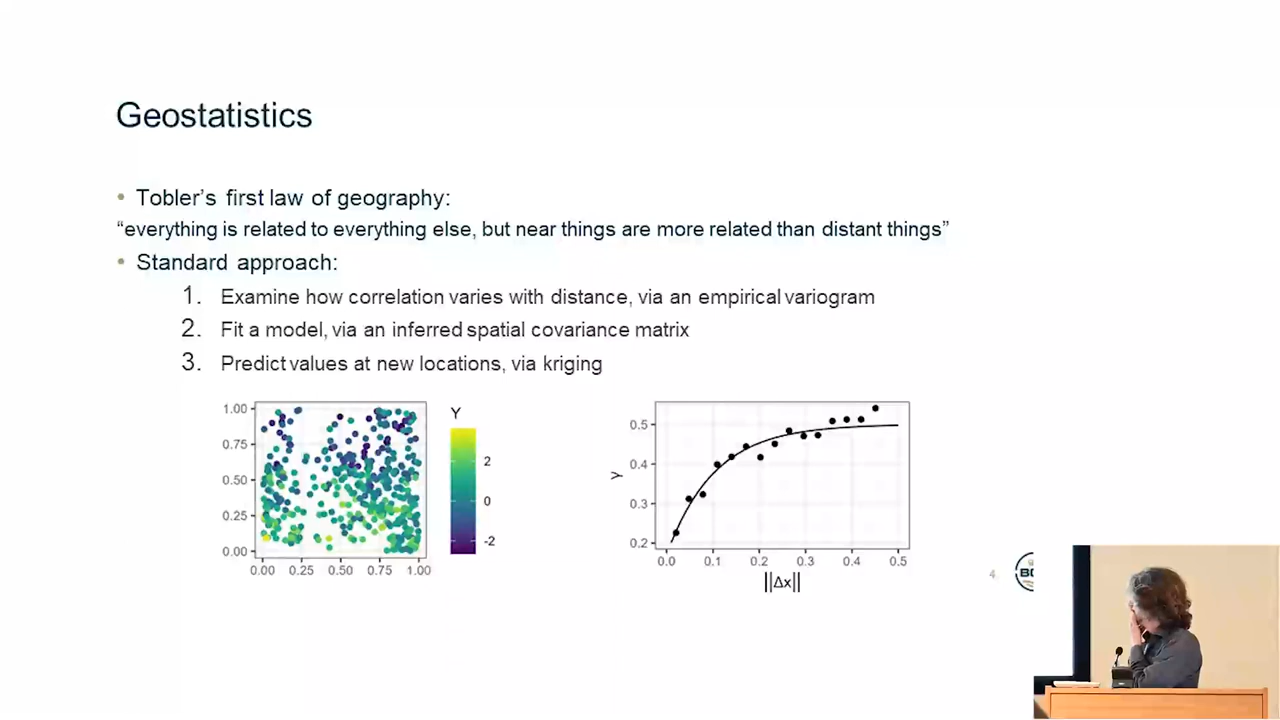 Geostatistics
• Tobler's first law of geography:
“everything is related to everything else, but near things are more related than distant things”
• Standard approach:
1. Examine how correlation varies with distance, via an empirical variogram
2. Fit a model, via an inferred spatial covariance matrix
3. Predict values at new locations, via kriging
1.00
0.75
0.50
0.25
0.00
0.00 0.25 0.50 0.75 1.00
Y
2
0
-2
γ
0.5
0.4
0.3
0.2
0.0 0.1 0.2 0.3 0.4 0.5
||Δx||
4